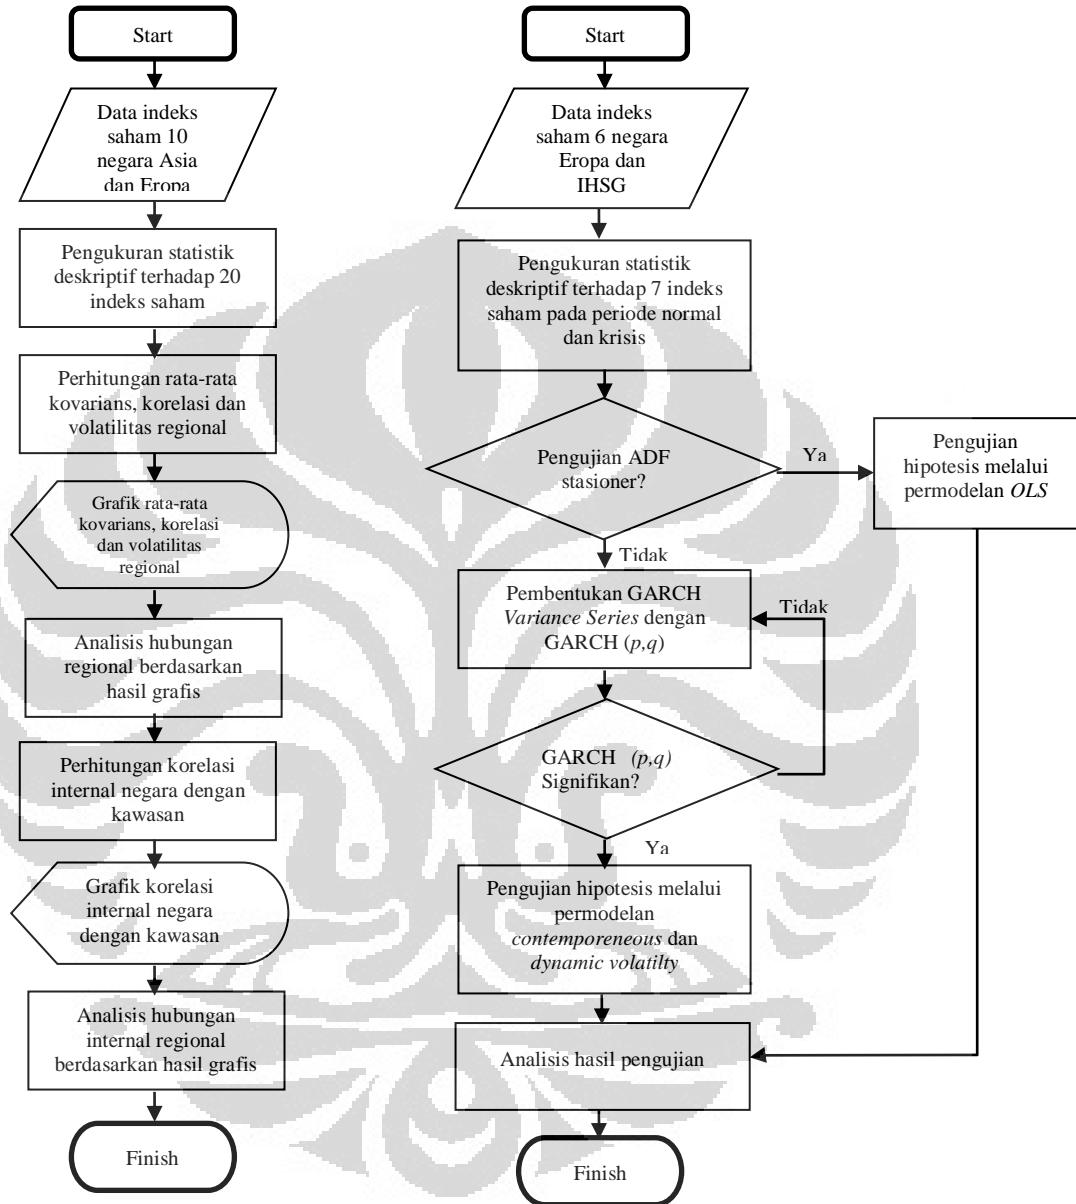 Start
Data indeks
saham 10
negara Asia
dan Eropa
Pengukuran statistik
deskriptif terhadap 20
indeks saham
Perhitungan rata-rata
kovarians, korelasi dan
volatilitas regional
Grafik rata-rata
kovarians, korelasi
dan volatilitas
regional
Analisis hubungan
regional berdasarkan
hasil grafis
Perhitungan korelasi
internal negara dengan
kawasan
Grafik korelasi
internal negara
dengan kawasan
Analisis hubungan
internal regional
berdasarkan hasil grafis
Finish
Start
Data indeks
saham 6 negara
Eropa dan
IHSG
Pengukuran statistik
deskriptif terhadap 7 indeks
saham pada periode normal
dan krisis
Pengujian ADF
stasioner?
Ya
Pengujian
hipotesis melalui
permodelan OLS
Tidak
Pembentukan GARCH
Variance Series dengan
GARCH (p,q)
Tidak
GARCH (p,q)
Signifikan?
Ya
Pengujian hipotesis melalui
permodelan
contemporeneous dan
dynamic volatilty
Analisis hasil pengujian
Finish